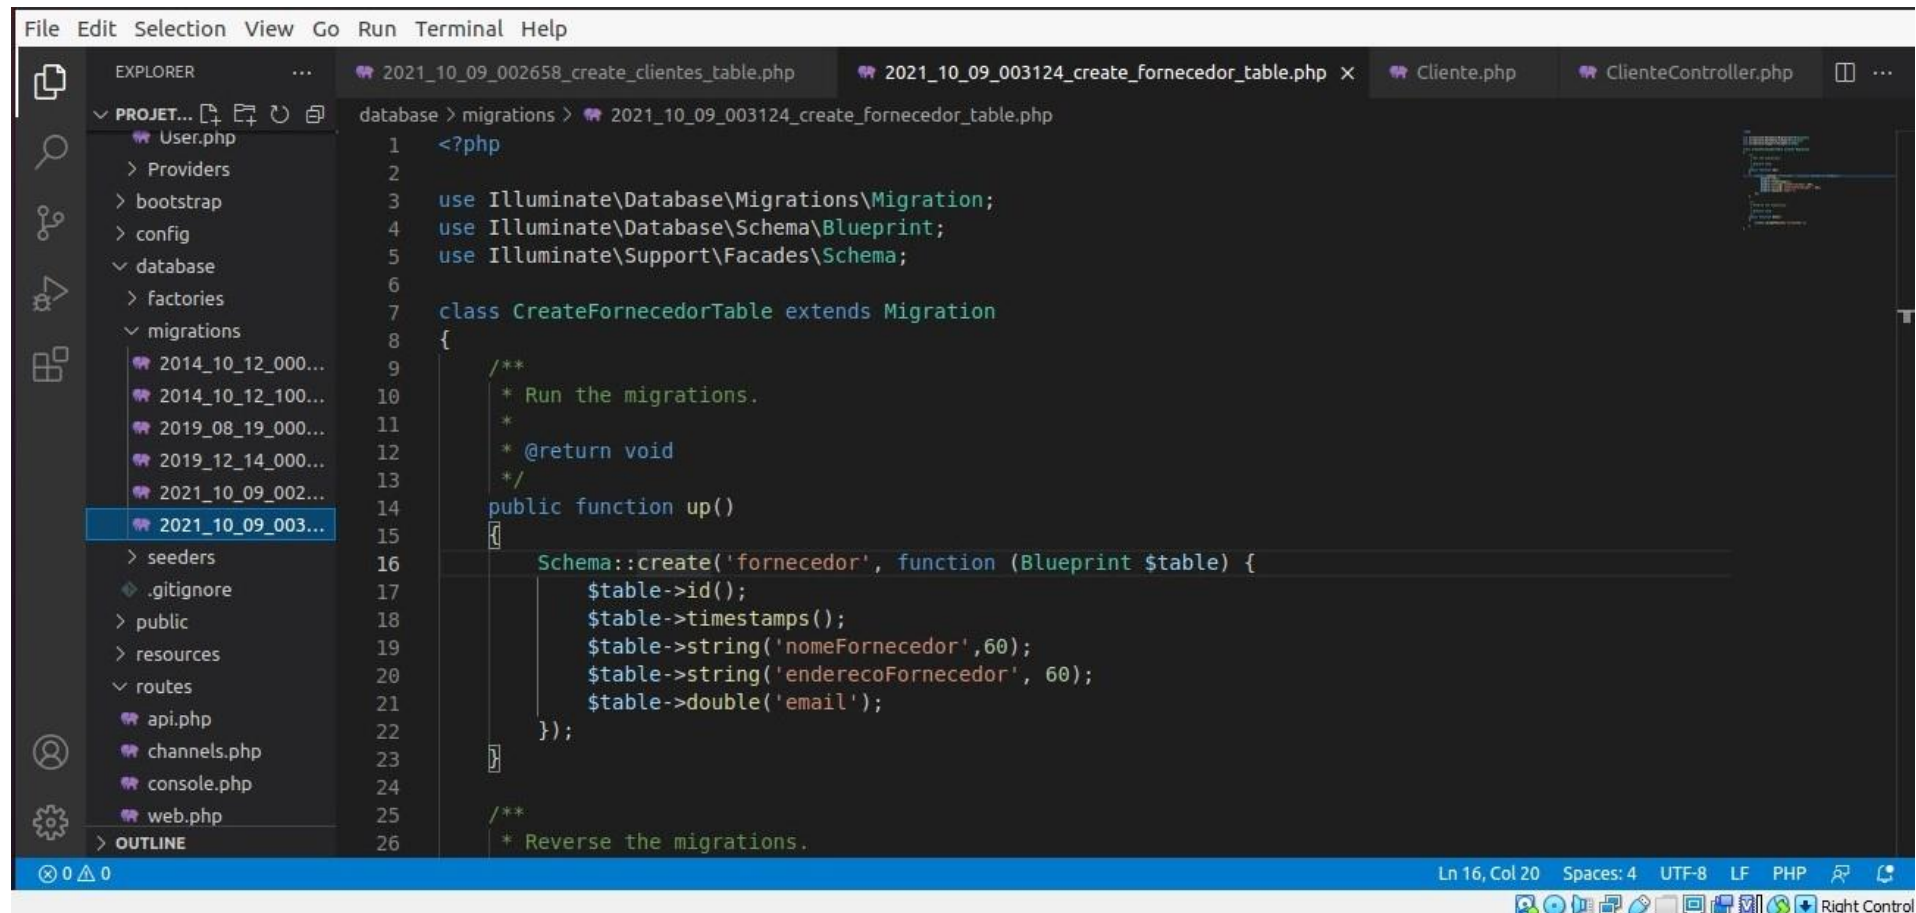 File Edit Selection View Go Run Terminal Help
EXPLORER ...
2021_10_09_002658_create_clientes_table.php
2021_10_09_003124_create_fornecedor_table.php ×
Cliente.php
ClienteController.php
...
PROJET...
User.php
Providers
bootstrap
config
database
factories
migrations
2014_10_12_000...
2014_10_12_100...
2019_08_19_000...
2019_12_14_000...
2021_10_09_002...
2021_10_09_003...
seeders
.gitignore
public
resources
routes
api.php
channels.php
console.php
web.php
OUTLINE
database > migrations > 2021_10_09_003124_create_fornecedor_table.php
1 <?php
2
3 use Illuminate\Database\Migrations\Migration;
4 use Illuminate\Database\Schema\Blueprint;
5 use Illuminate\Support\Facades\Schema;
6
7 class CreateFornecedorTable extends Migration
8 {
9 /**
10 * Run the migrations.
11 *
12 * @return void
13 */
14 public function up()
15 {
16 Schema::create('fornecedor', function (Blueprint $table) {
17 $table->id();
18 $table->timestamps();
19 $table->string('nomeFornecedor',60);
20 $table->string('enderecoFornecedor', 60);
21 $table->double('email');
22 });
23 }
24
25 /**
26 * Reverse the migrations.
0 0
Ln 16, Col 20 Spaces: 4 UTF-8 LF PHP
Right Control